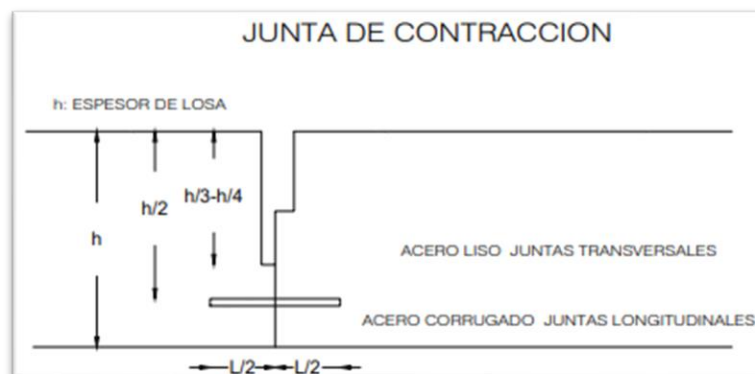 JUNTA DE CONTRACCION
h: ESPESOR DE LOSA
h/3-h/4
h/2
h
ACERO LISO JUNTAS TRANSVERSALES
ACERO CORRUGADO JUNTAS LONGITUDINALES
L/2 L/2